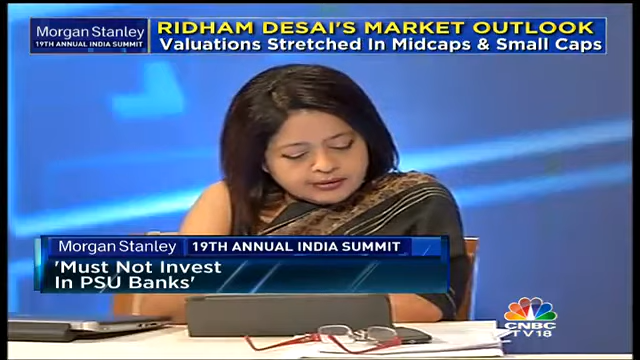 Morgan Stanley
19TH ANNUAL INDIA SUMMIT
RIDHAM DESAI'S MARKET OUTLOOK
Valuations Stretched In Midcaps & Small Caps
Morgan Stanley 19TH ANNUAL INDIA SUMMIT
'Must Not Invest
In PSU Banks'
CNBC
TV18